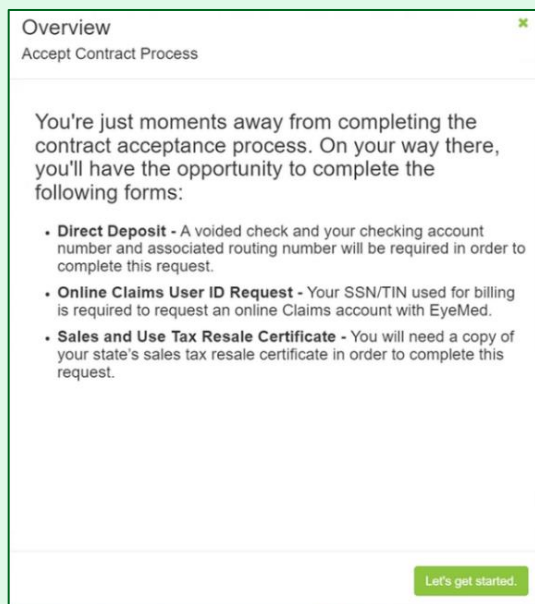 Overview
Accept Contract Process
You're just moments away from completing the
contract acceptance process. On your way there,
you'll have the opportunity to complete the
following forms:
• Direct Deposit - A voided check and your checking account
number and associated routing number will be required in order to
complete this request.
• Online Claims User ID Request - Your SSN/TIN used for billing
is required to request an online Claims account with EyeMed.
• Sales and Use Tax Resale Certificate - You will need a copy of
your state's sales tax resale certificate in order to complete this
request.
Let's get started.